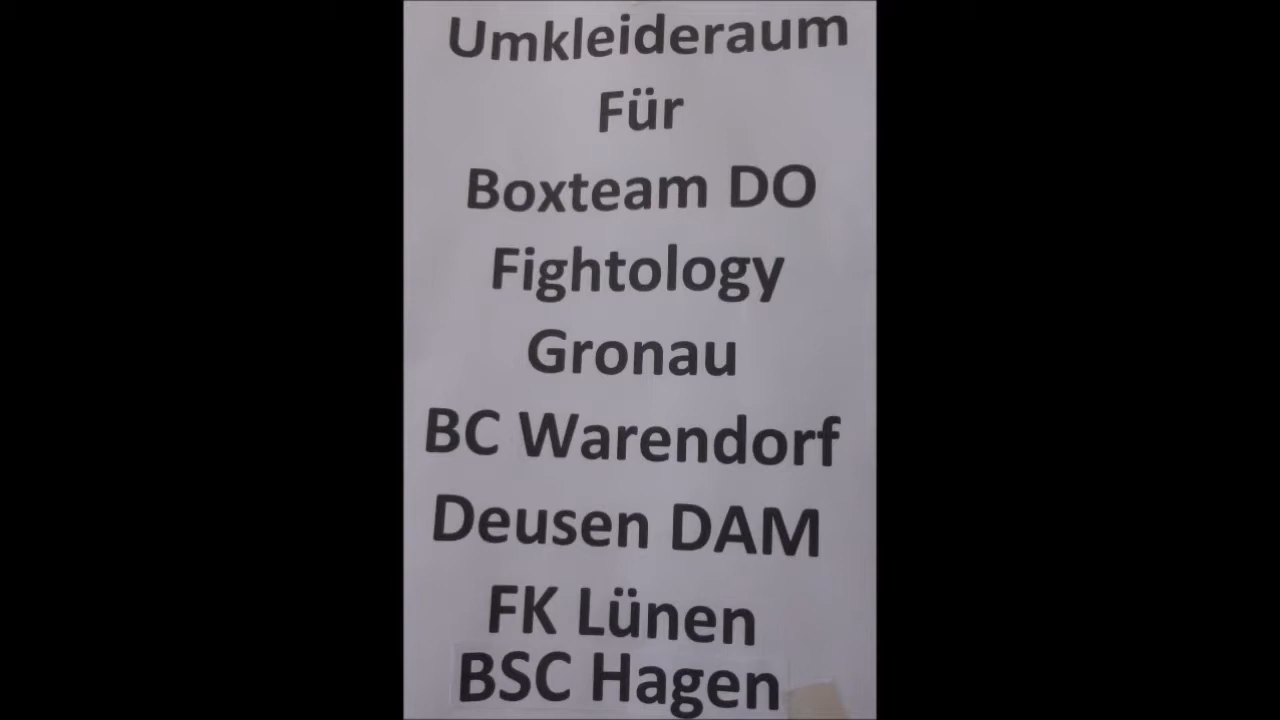 Umkleideraum
Für
Boxteam DO
Fightology
Gronau
BC Warendorf
Deusen DAM
FK Lünen
BSC Hagen